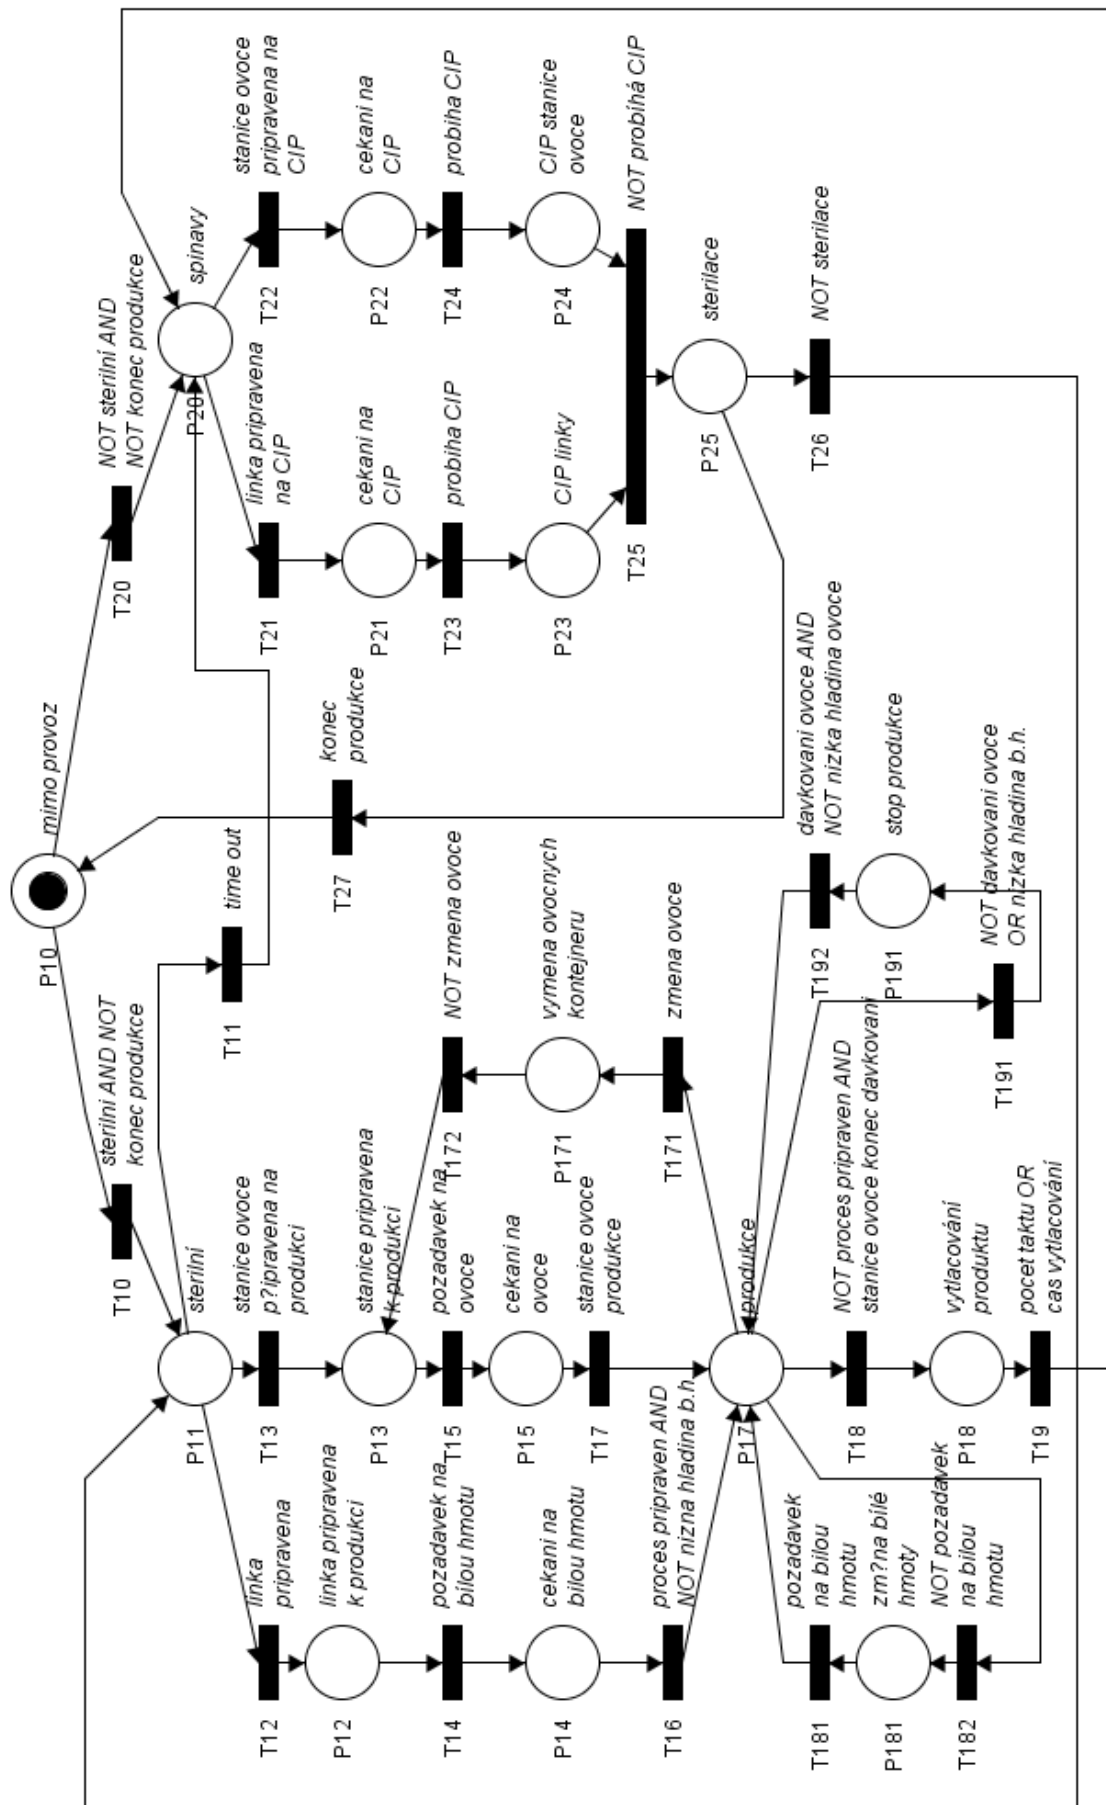 P10
mimo provoz
T10
sterilni AND NOT
konec produkce
T20
NOT sterilní AND
NOT konec produkce
P11
sterilní
P20
spinavy
T11
time out
T12
linka
pripravena
T13
stanice ovoce
p?ipravena na
produkci
T21
linka pripravena
na CIP
T22
stanice ovoce
pripravena na
CIP
P12
linka pripravena
k produkci
P13
stanice pripravena
k produkci
T27
konec
produkce
P21
cekani na
CIP
P22
cekani na
CIP
T14
pozadavek na
bílou hmotu
T15
pozadavek na
ovoce
T172
NOT zmena ovoce
T23
probiha CIP
T24
probiha CIP
P14
cekani na
bilou hmotu
P15
cekani na
ovoce
P171
vymena ovocnych
kontejneru
P23
CIP linky
P24
CIP stanice
ovoce
T17
stanice ovoce
produkce
T25
NOT probíhá CIP
T16
proces pripraven AND
NOT nizna hladina b.h.
T171
zmena ovoce
P25
sterilace
P17
produkce
T181
pozadavek
na bilou
hmotu
T18
NOT proces pripraven AND
stanice ovoce konec davkovani
T192
davkovani ovoce AND
NOT nizka hladina ovoce
T26
NOT sterilace
P181
zm?na bílé
hmoty
P191
stop produkce
T182
NOT pozadavek
na bilou
hmotu
P18
vytlacování
produktu
T191
NOT davkovani ovoce
OR nizka hladina b.h.
T19
pocet taktu OR
cas vytlacování